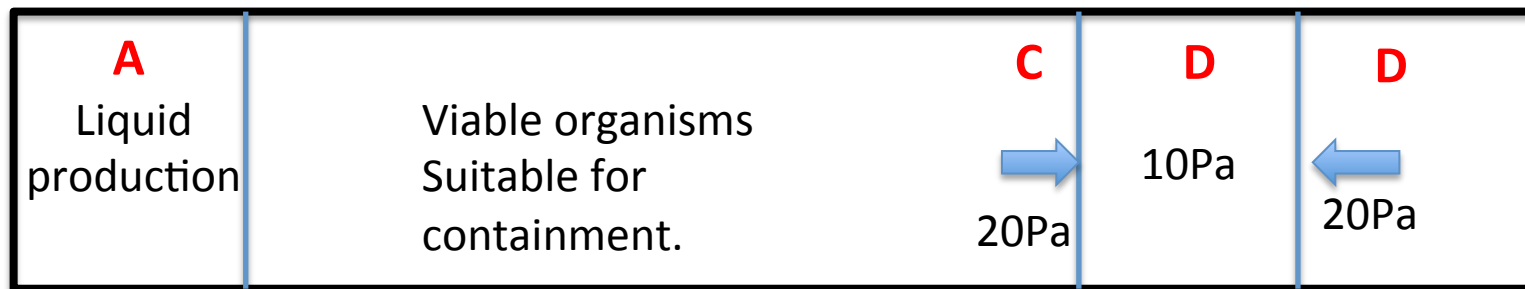 A
Liquid
production
Viable organisms
Suitable for
containment.
C
20Pa
D
10Pa
D
20Pa